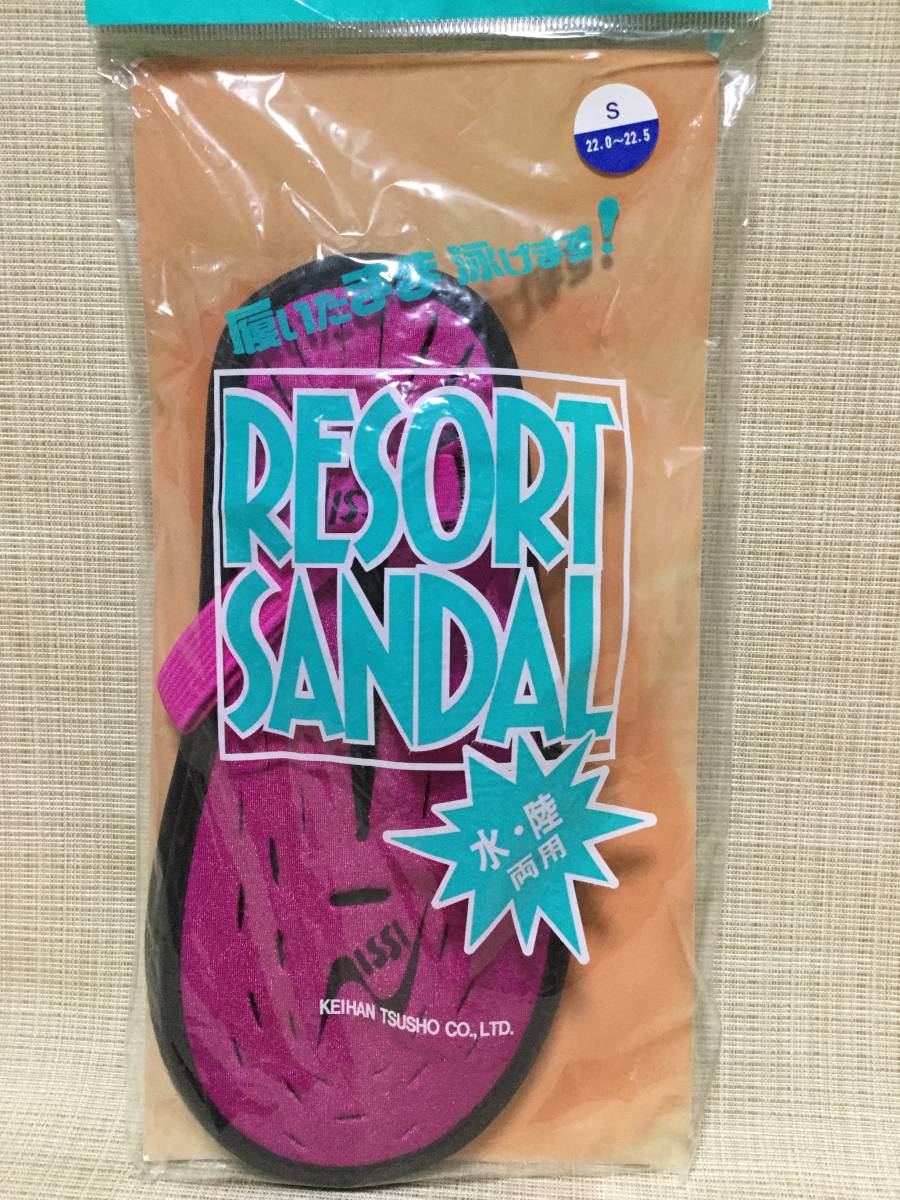 S
22.0〜22.5
履いたまま 泳げます!
RESORT
SANDAL
水・陸
両用
KEIHAN TSUSHO CO., LTD.